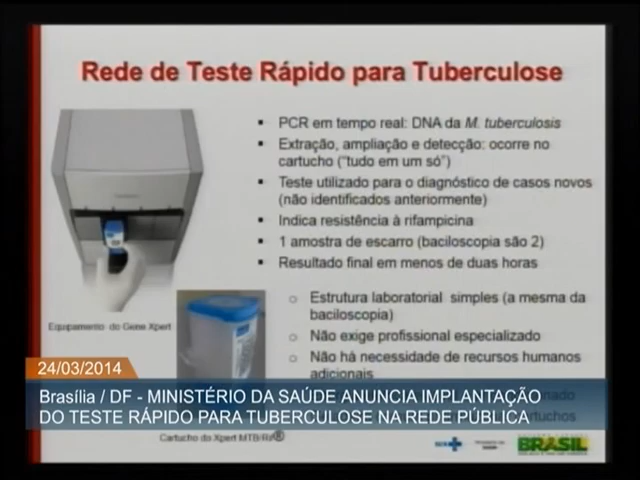 Rede de Teste Rápido para Tuberculose
▪ PCR em tempo real: DNA da M. tuberculosis
▪ Extração, ampliação e detecção: ocorre no
cartucho ("tudo em um só")
▪ Teste utilizado para o diagnóstico de casos novos
(não identificados anteriormente)
▪ Indica resistência à rifampicina
▪ 1 amostra de escarro (baciloscopia são 2)
▪ Resultado final em menos de duas horas
o Estrutura laboratorial simples (a mesma da
baciloscopia)
o Não exige profissional especializado
o Não há necessidade de recursos humanos
adicionais
Equipamento do Gene Xpert
24/03/2014
Brasília / DF - MINISTÉRIO DA SAÚDE ANUNCIA IMPLANTAÇÃO
DO TESTE RÁPIDO PARA TUBERCULOSE NA REDE PÚBLICA
Cartucho do Xpert MTB/Rif®
SUS
BRASIL